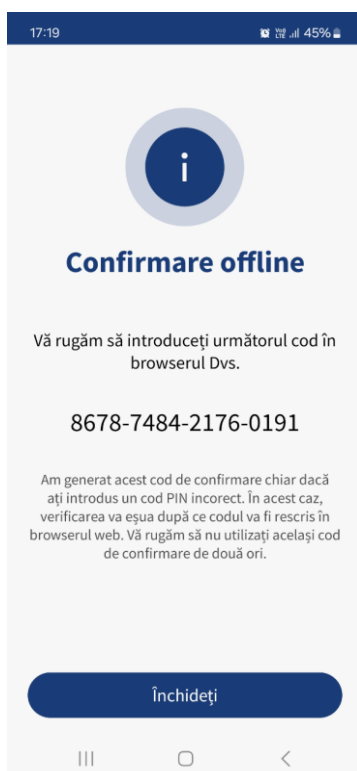 17:19
Vo)) LTE 45%
i
Confirmare offline
Vă rugăm să introduceți următorul cod în
browserul Dvs.
8678-7484-2176-0191
Am generat acest cod de confirmare chiar dacă
ați introdus un cod PIN incorect. În acest caz,
verificarea va eșua după ce codul va fi rescris în
browserul web. Vă rugăm să nu utilizați același cod
de confirmare de două ori.
Închideți